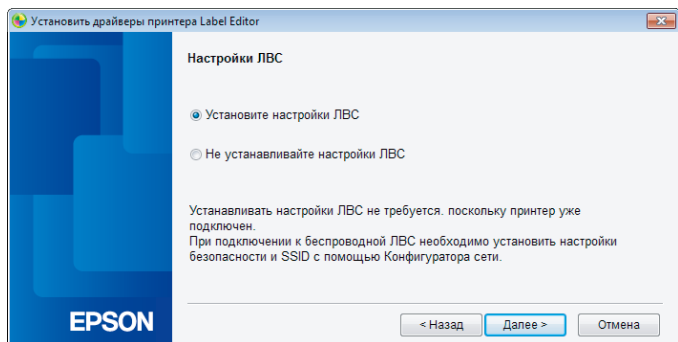 Установить драйверы принтера Label Editor
Настройки ЛВС
Установите настройки ЛВС
Не устанавливайте настройки ЛВС
Устанавливать настройки ЛВС не требуется. поскольку принтер уже
подключен.
При подключении к беспроводной ЛВС необходимо установить настройки
безопасности и SSID с помощью Конфигуратора сети.
EPSON
< Назад
Далее >
Отмена